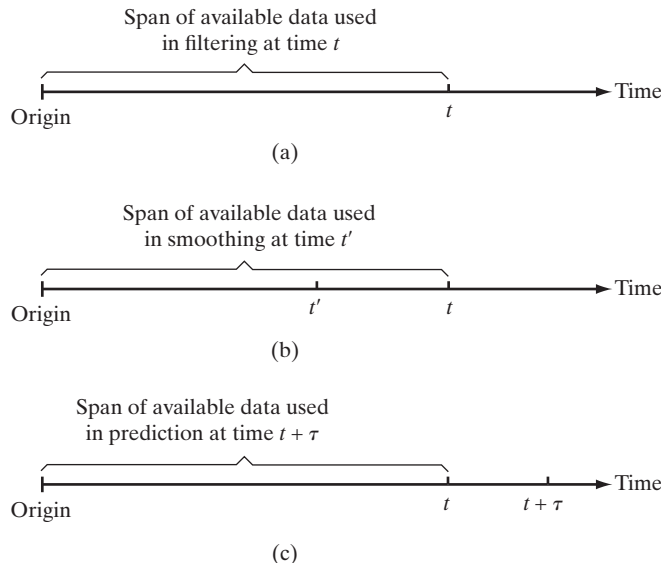 Span of available data used
in filtering at time t
Origin
t
Time
(a)
Span of available data used
in smoothing at time t′
Origin
t′
t
Time
(b)
Span of available data used
in prediction at time t + τ
Origin
t
t + τ
Time
(c)